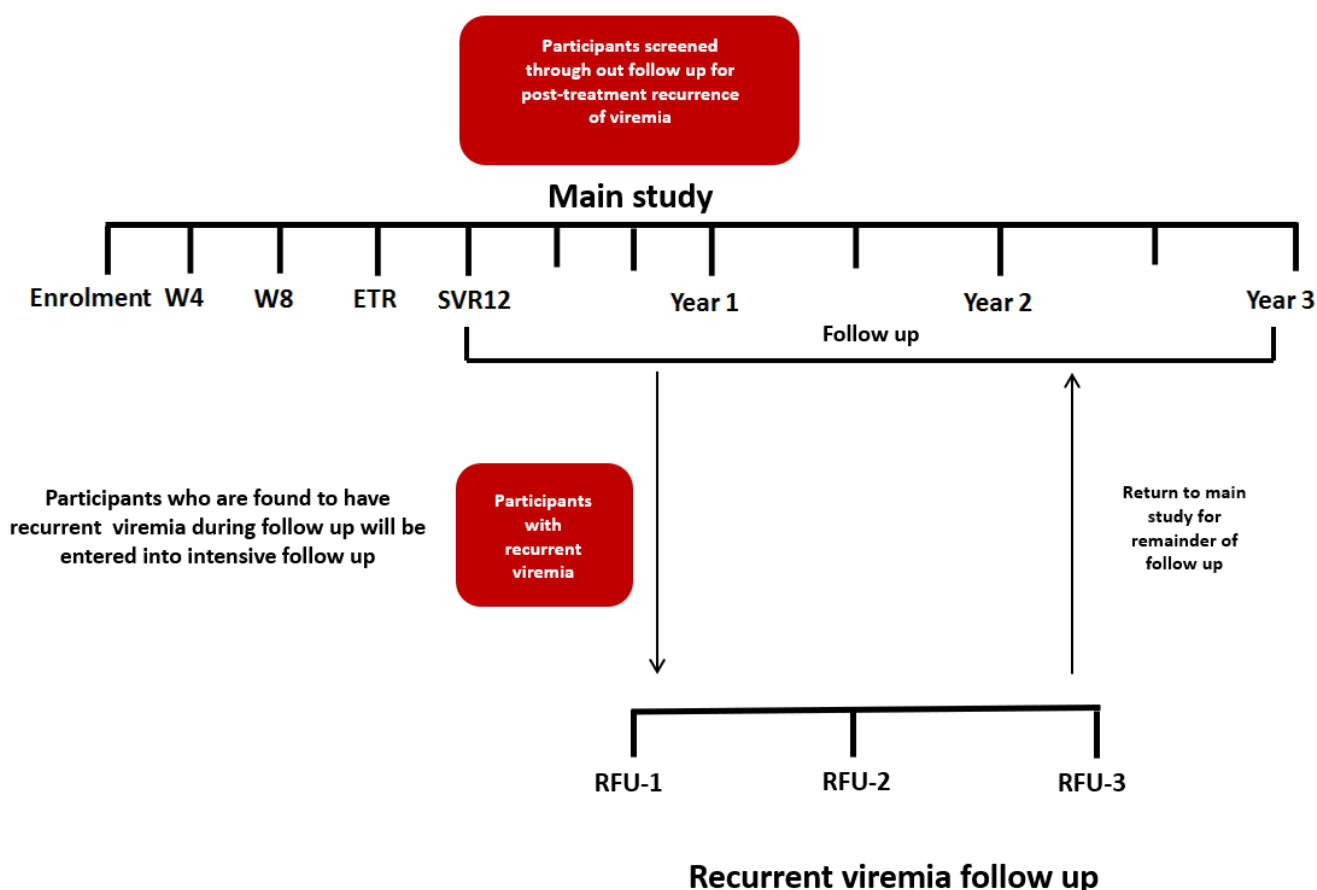 Participants screened
through out follow up for
post-treatment recurrence
of viremia
Main study
Enrolment W4 W8 ETR SVR12 Year 1 Year 2 Year 3
Follow up
Participants who are found to have
recurrent viremia during follow up will be
entered into intensive follow up
Participants
with
recurrent
viremia
Return to main
study for
remainder of
follow up
RFU-1 RFU-2 RFU-3
Recurrent viremia follow up